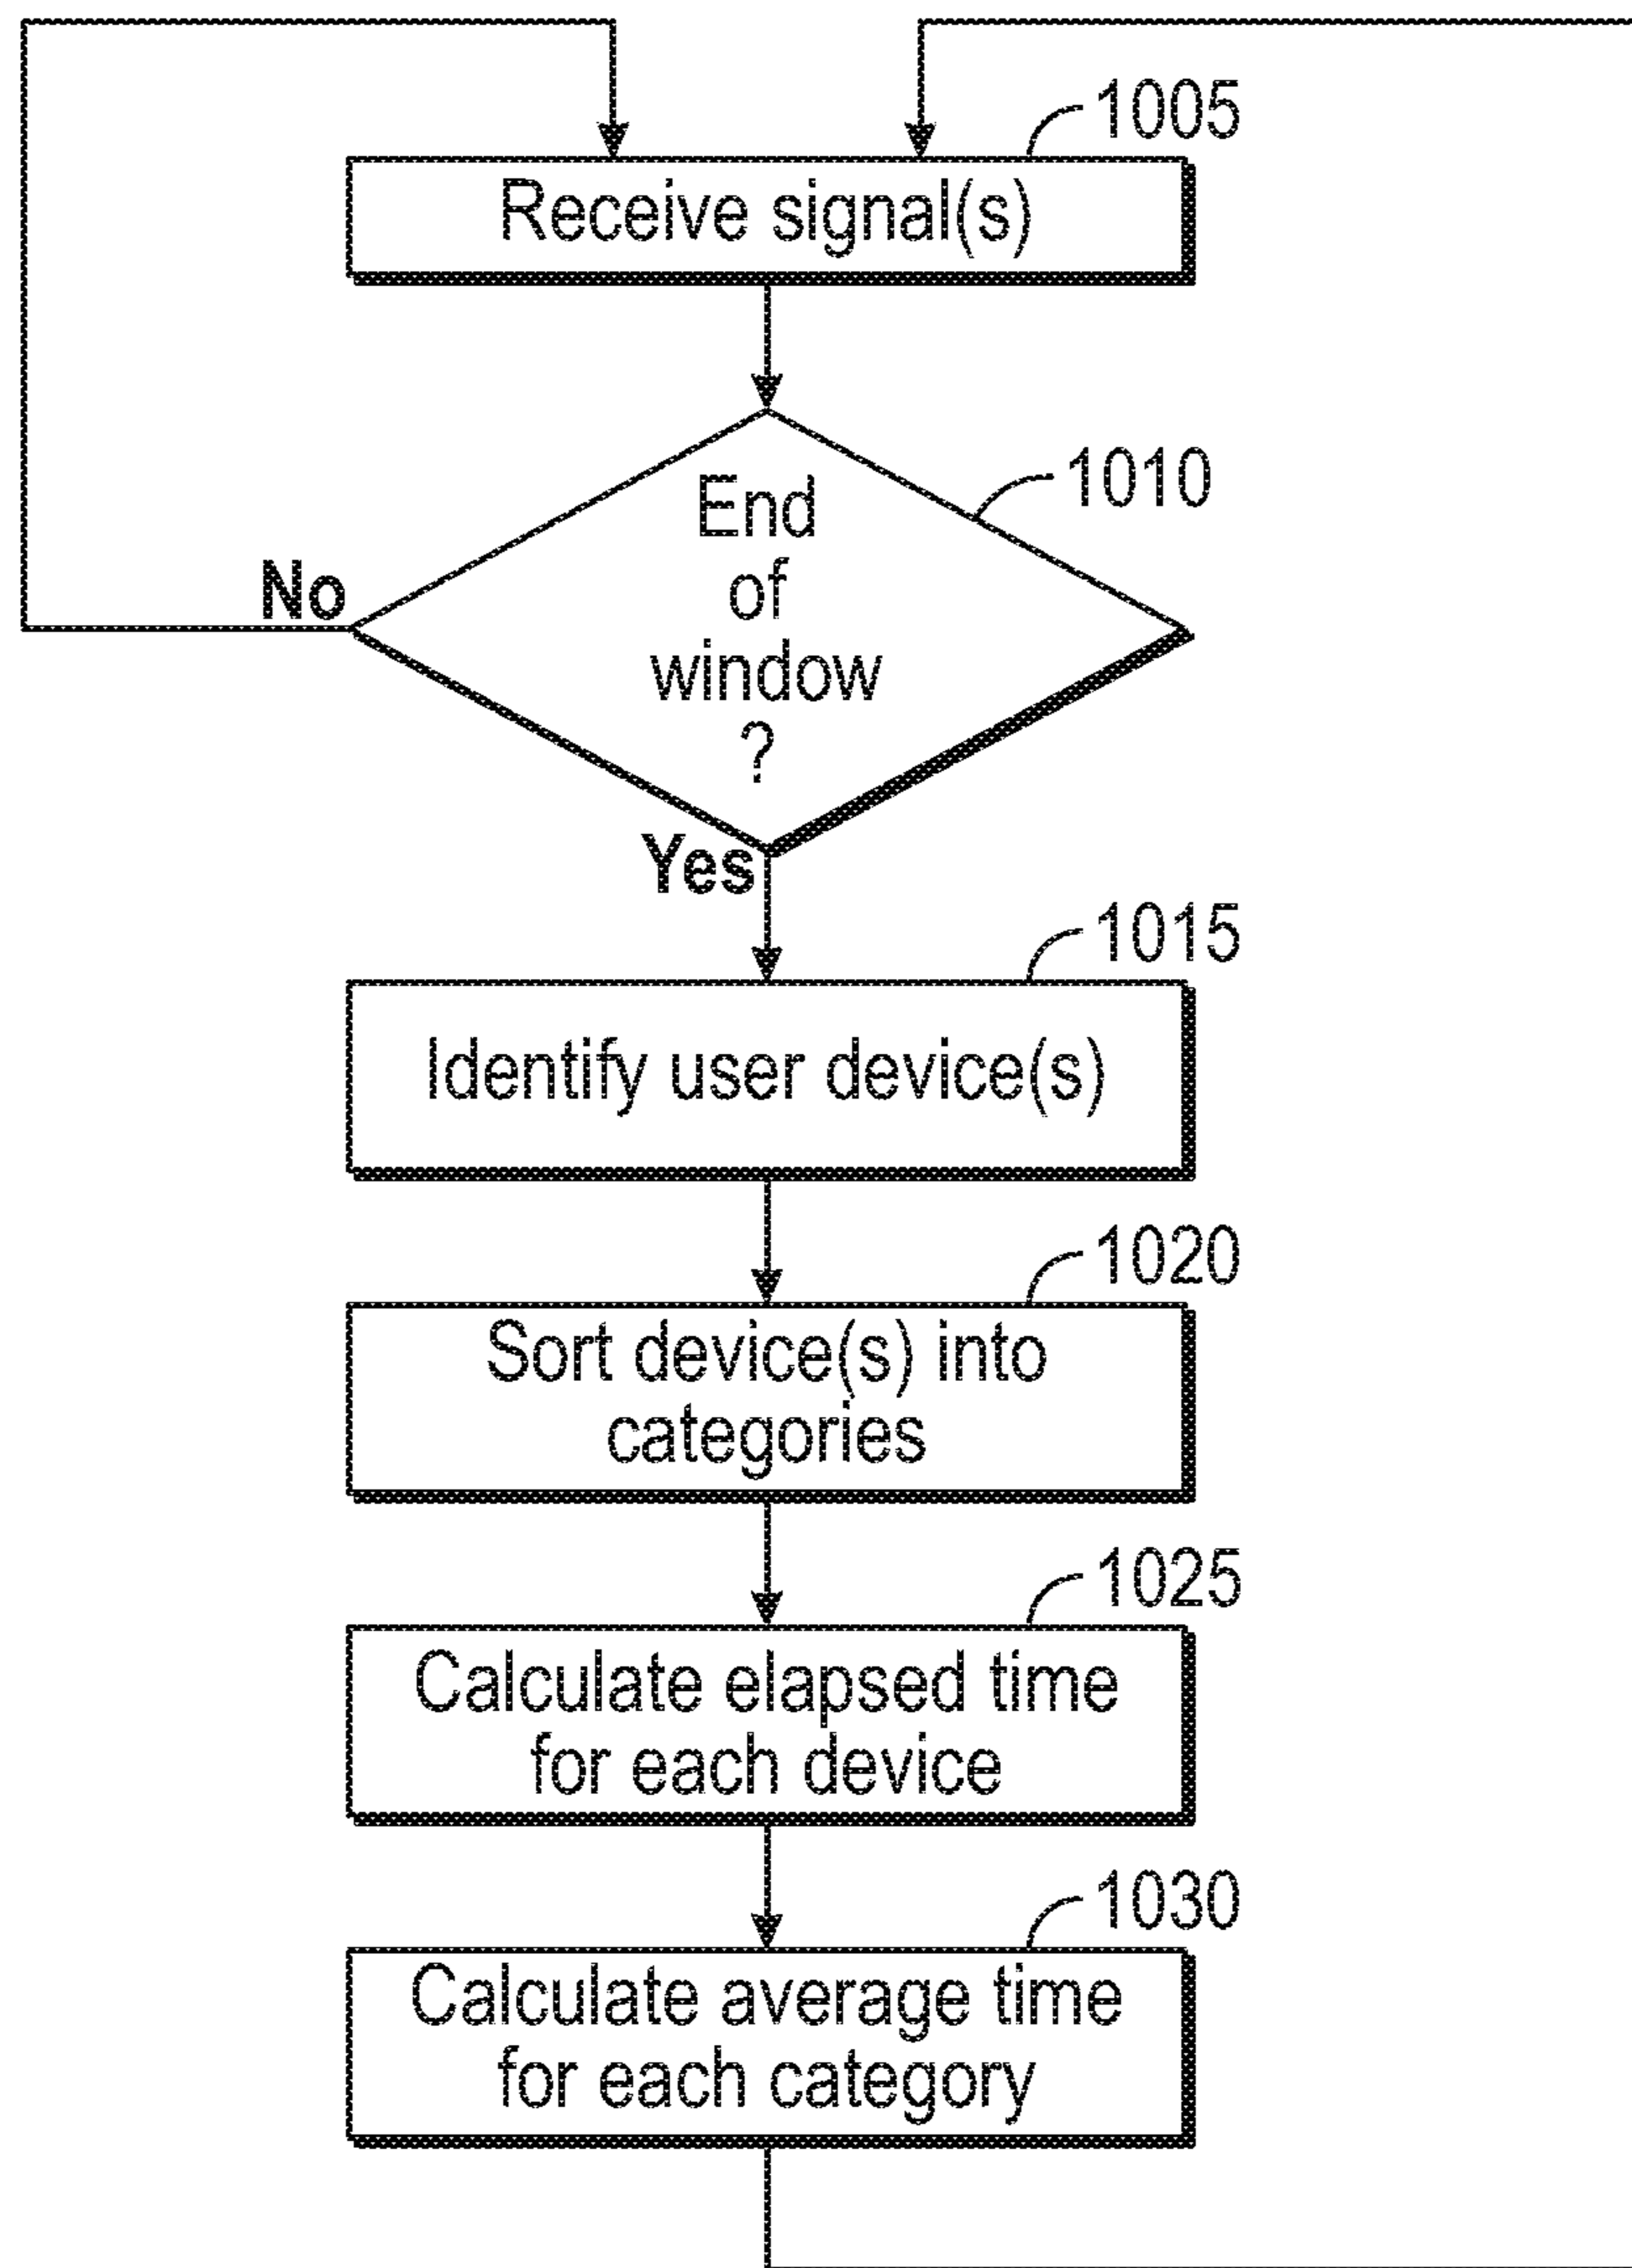 1005
Receive signal(s)
1010
End
of
window
?
No
Yes
1015
Identify user device(s)
1020
Sort device(s) into
categories
1025
Calculate elapsed time
for each device
1030
Calculate average time
for each category